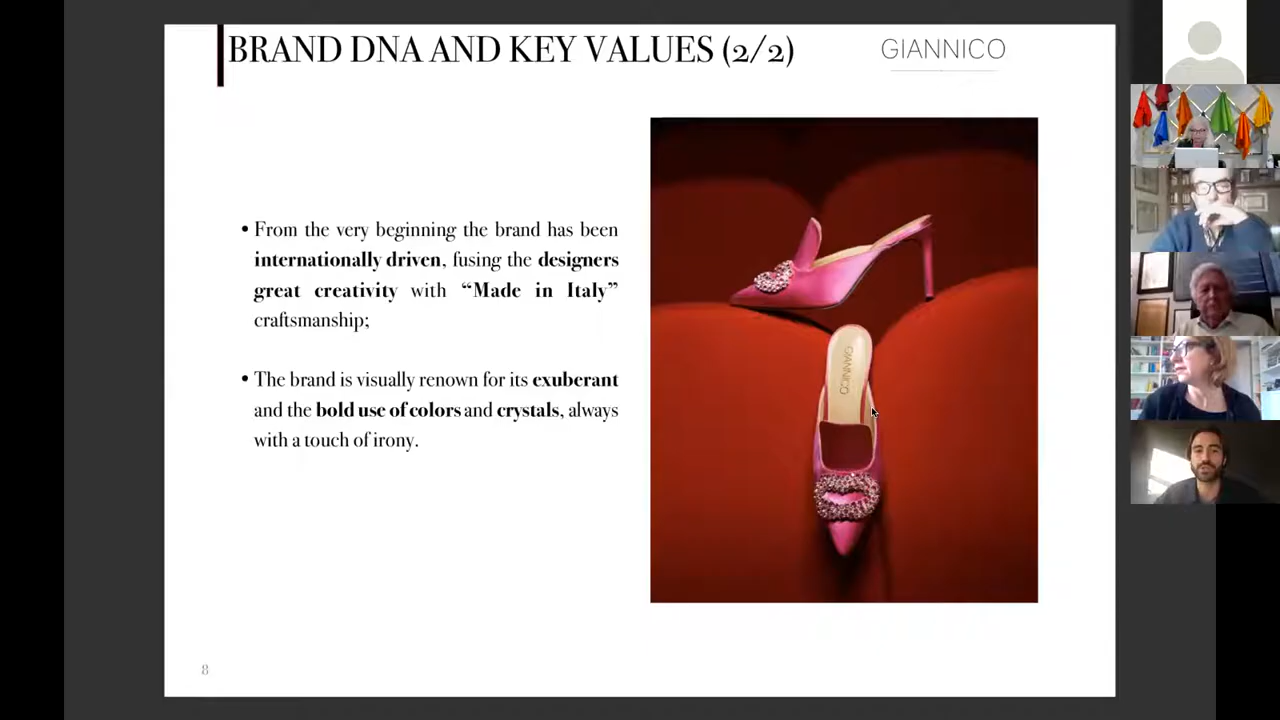 BRAND DNA AND KEY VALUES (2/2)
GIANNICO
• From the very beginning the brand has been
internationally driven, fusing the designers
great creativity with “Made in Italy”
craftsmanship;
• The brand is visually renown for its exuberant
and the bold use of colors and crystals, always
with a touch of irony.
GIANNICO
8